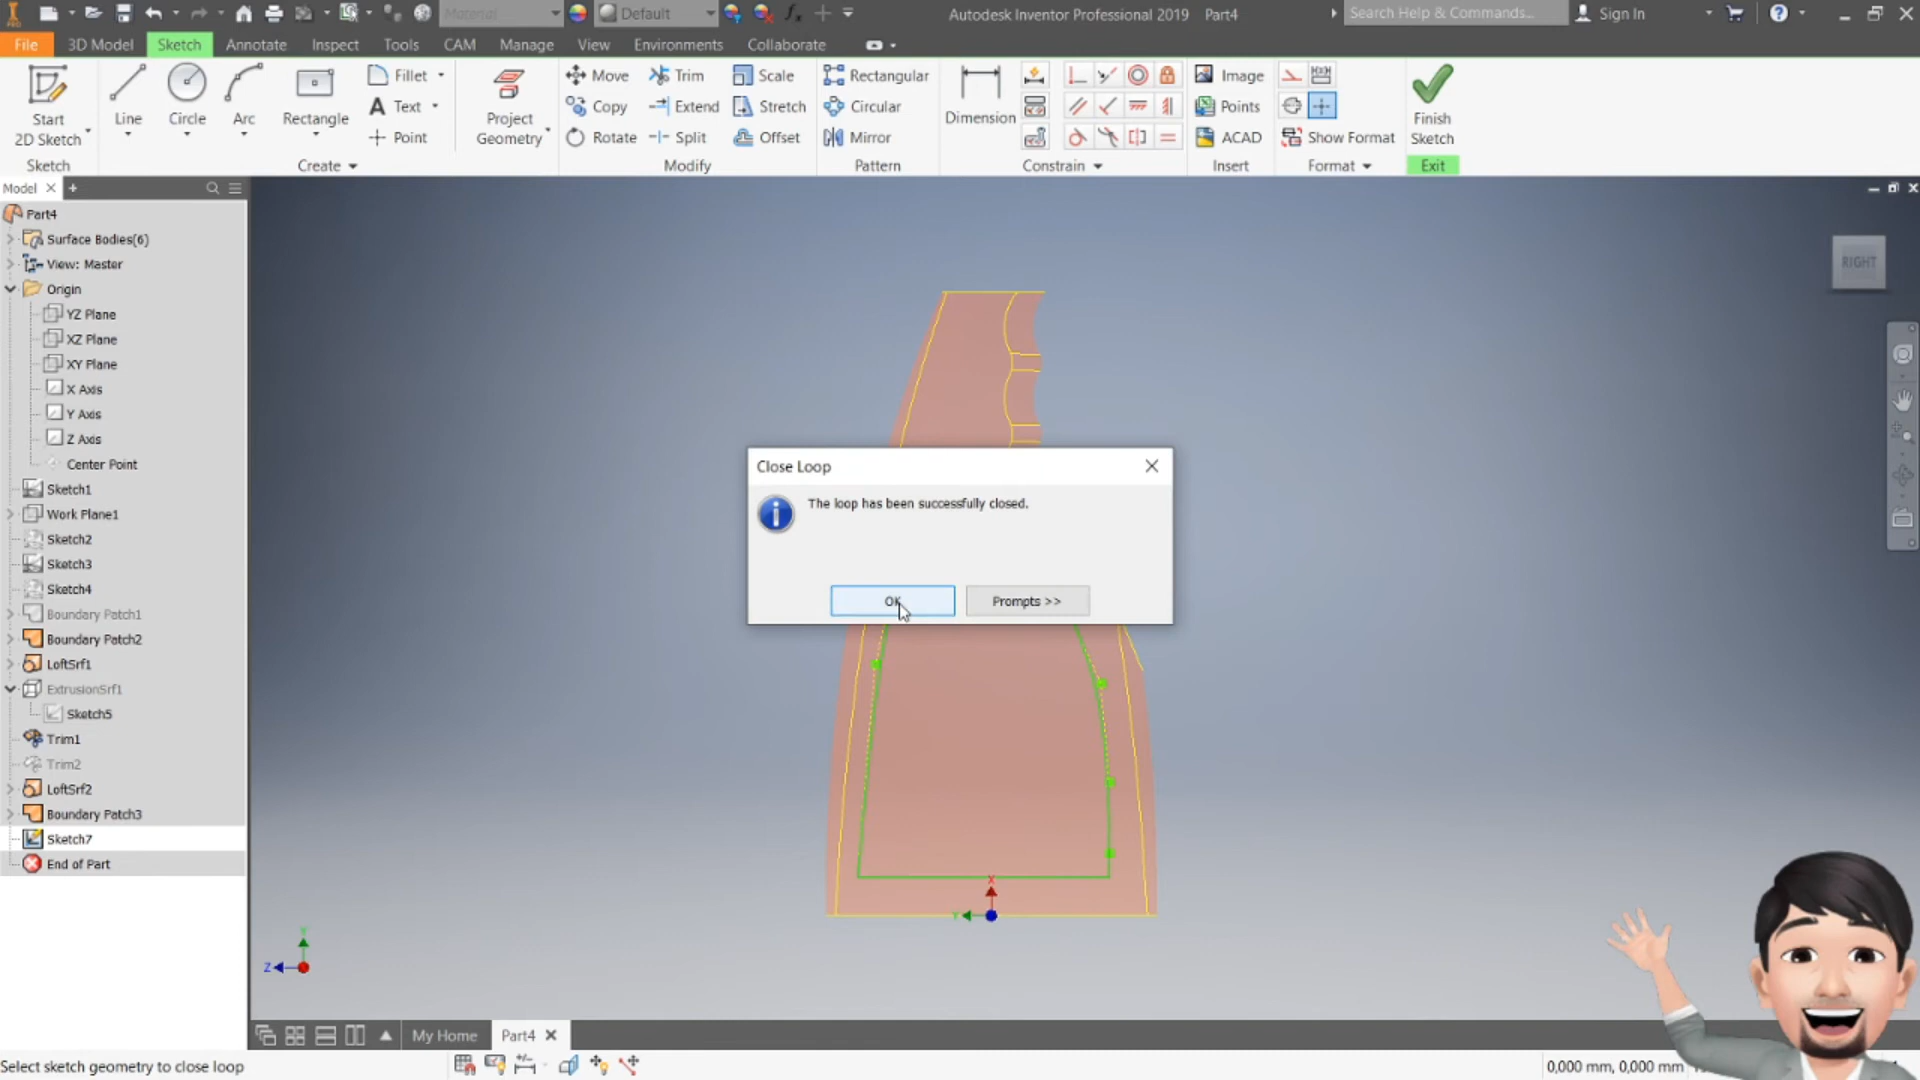 Material
Default
Autodesk Inventor Professional 2019 Part4
Search Help & Commands...
Sign In
File
3D Model
Sketch
Annotate
Inspect
Tools
CAM
Manage
View
Environments
Collaborate
Start
2D Sketch
Line
Circle
Arc
Rectangle
Fillet
Text
Point
Project
Geometry
Move
Copy
Rotate
Trim
Extend
Split
Scale
Stretch
Offset
Rectangular
Circular
Mirror
Dimension
Image
Points
ACAD
Show Format
Finish
Sketch
Sketch
Create
Modify
Pattern
Constrain
Insert
Format
Exit
Model
Part4
Surface Bodies(6)
View: Master
Origin
YZ Plane
XZ Plane
XY Plane
X Axis
Y Axis
Z Axis
Center Point
Sketch1
Work Plane1
Sketch2
Sketch3
Sketch4
Boundary Patch1
Boundary Patch2
LoftSrf1
ExtrusionSrf1
Sketch5
Trim1
Trim2
LoftSrf2
Boundary Patch3
Sketch7
End of Part
RIGHT
Close Loop
The loop has been successfully closed.
OK
Prompts >>
X
Y
Y
Z
My Home
Part4
Select sketch geometry to close loop
0,000 mm, 0,000 mm